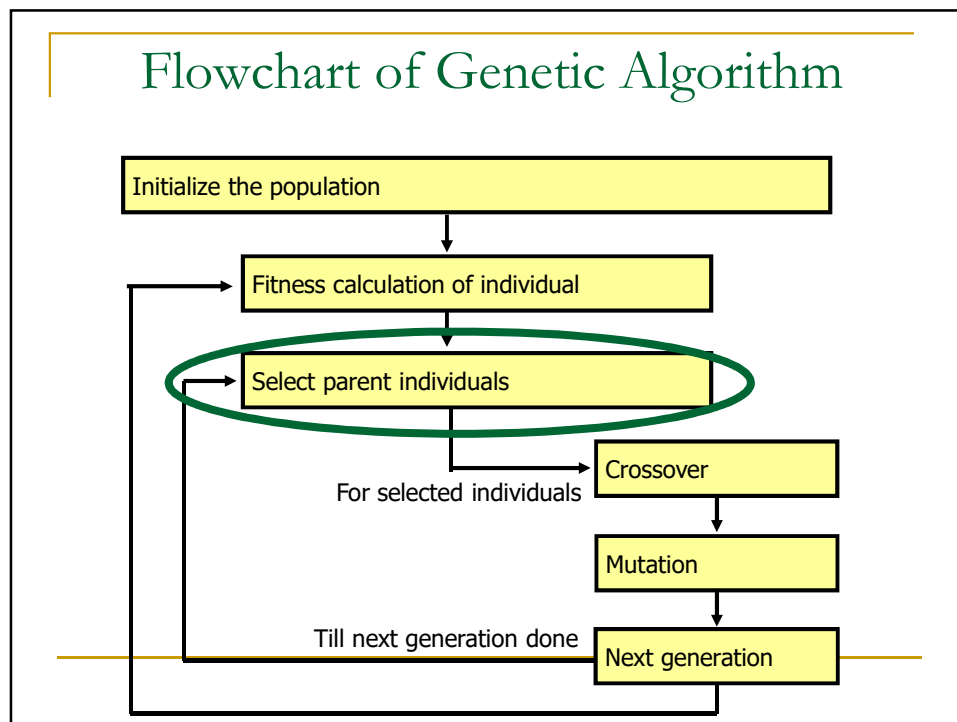 Flowchart of Genetic Algorithm
Initialize the population
Fitness calculation of individual
Select parent individuals
Crossover
For selected individuals
Mutation
Till next generation done
Next generation